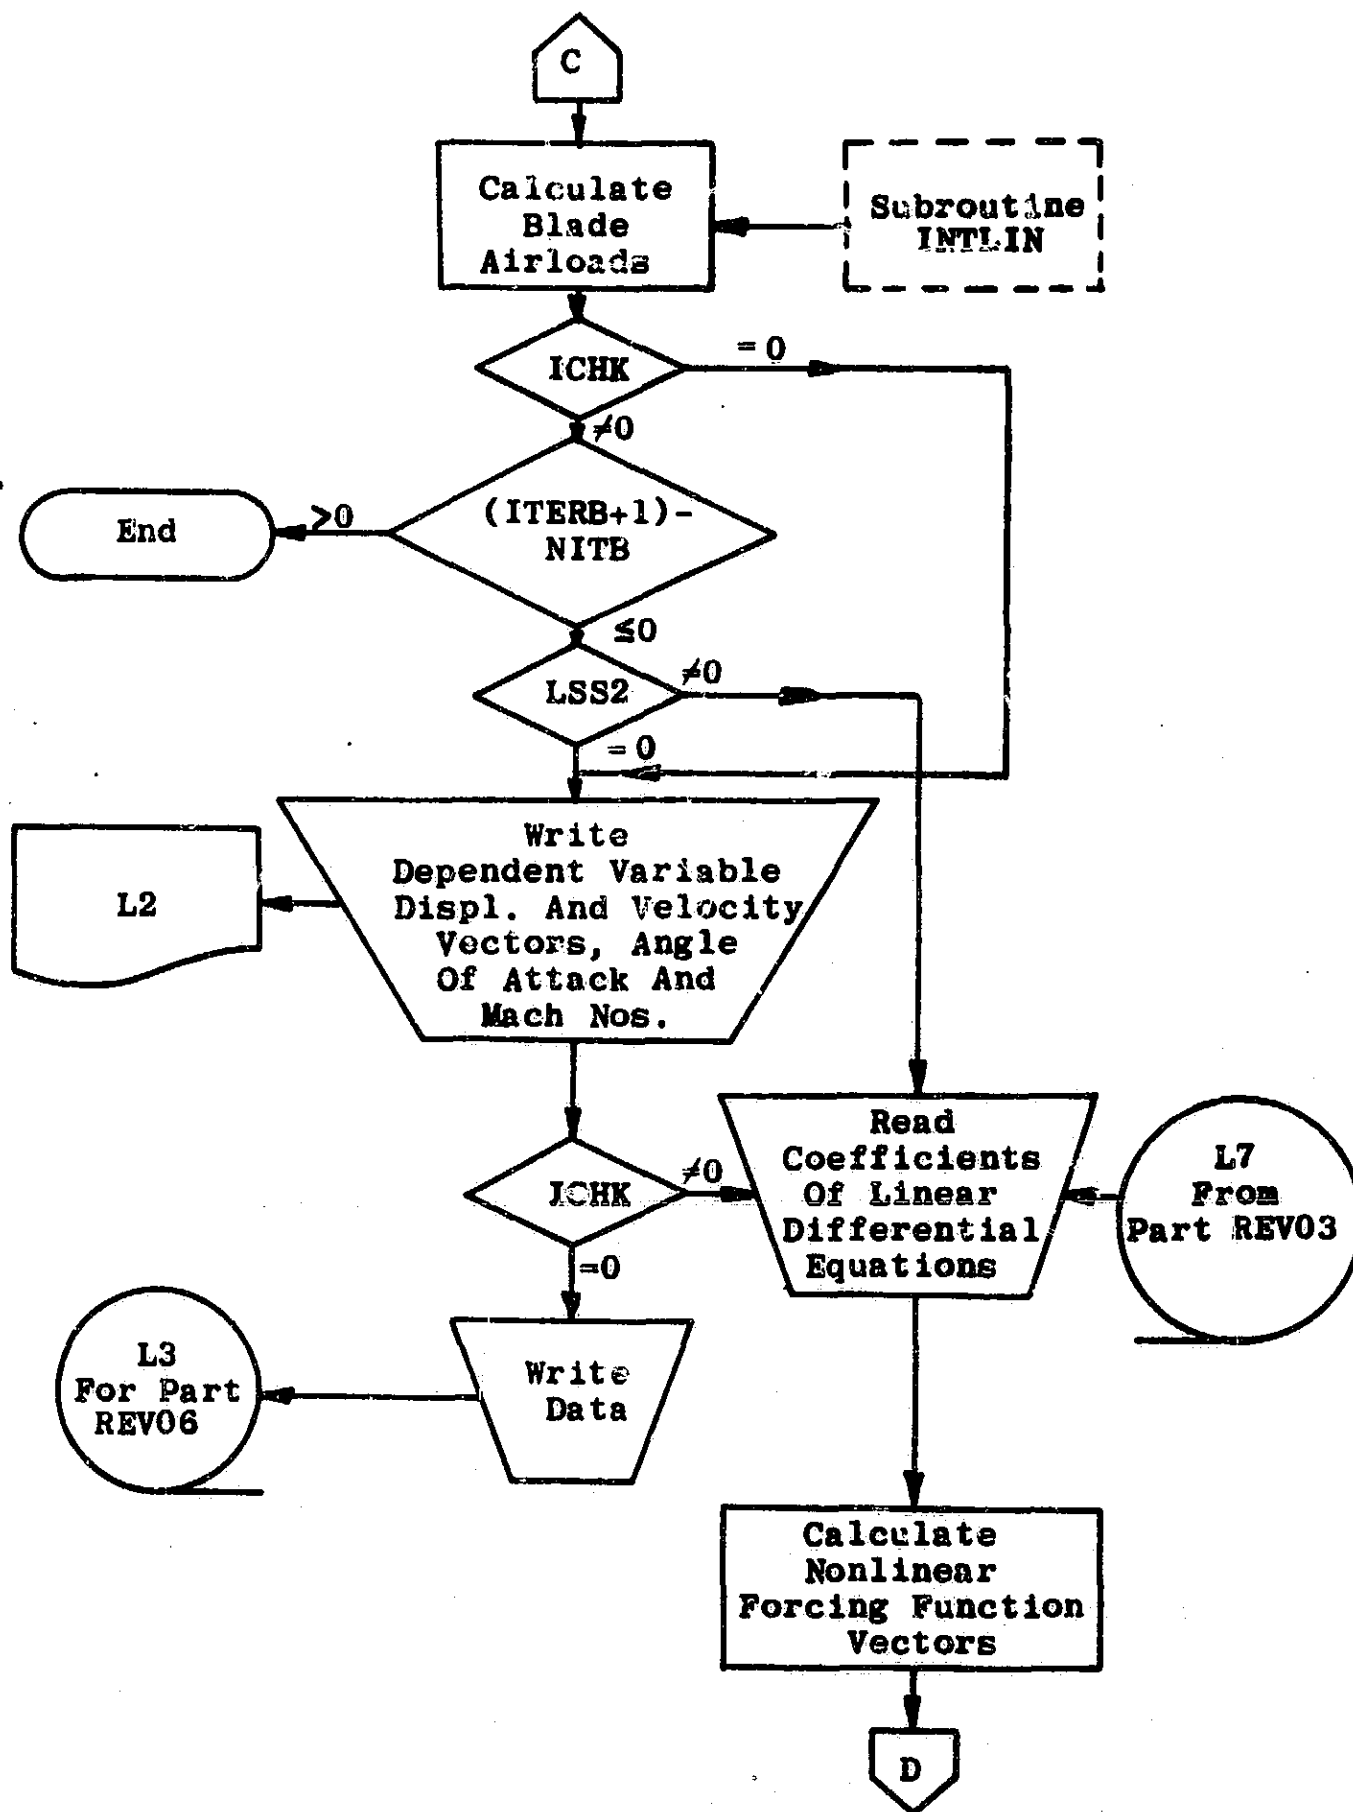 C
Calculate
Blade
Airloads
Subroutine
INTLIN
ICHK
= 0
≠0
(ITERB+1)-
NITB
>0
End
≤0
LSS2
≠0
= 0
Write
Dependent Variable
Displ. And Velocity
Vectors, Angle
Of Attack And
Mach Nos.
L2
ICHK
≠0
=0
Read
Coefficients
Of Linear
Differential
Equations
L7
From
Part REV03
L3
For Part
REV06
Write
Data
Calculate
Nonlinear
Forcing Function
Vectors
D